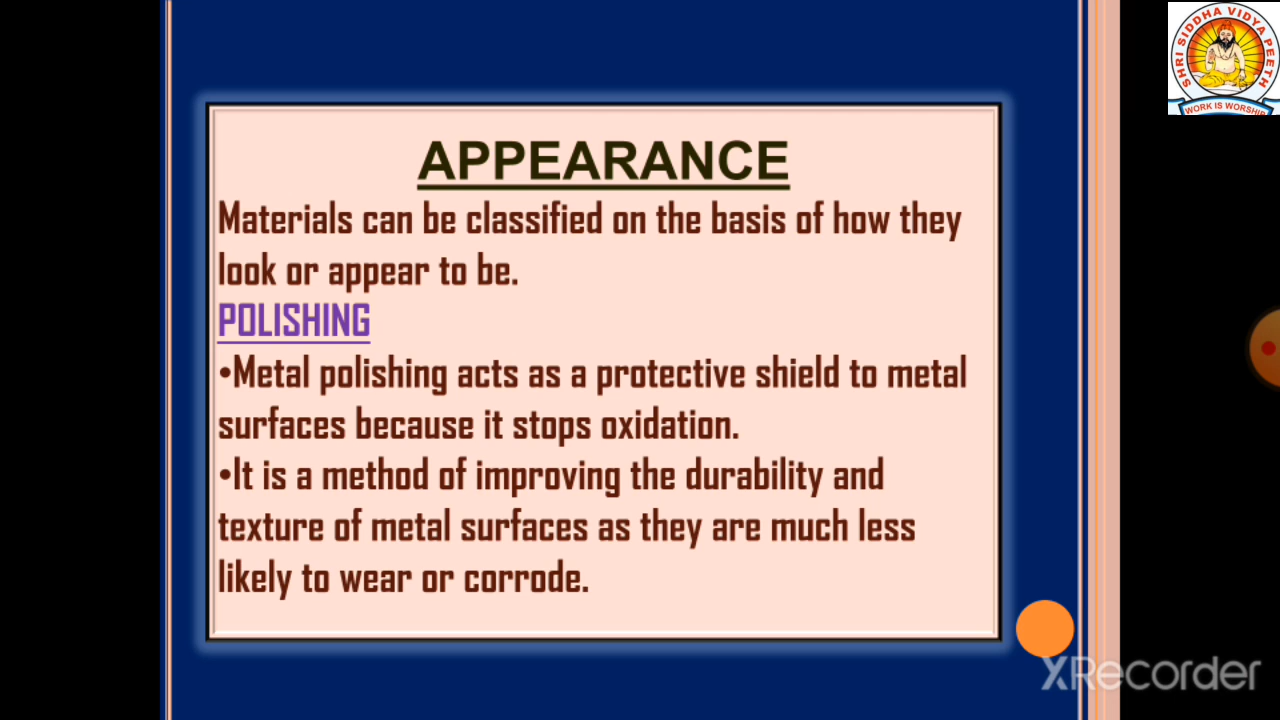 SHRI SIDDHA VIDYA PEETH
WORK IS WORSHIP
APPEARANCE
Materials can be classified on the basis of how they
look or appear to be.
POLISHING
•Metal polishing acts as a protective shield to metal
surfaces because it stops oxidation.
•It is a method of improving the durability and
texture of metal surfaces as they are much less
likely to wear or corrode.
XRecorder